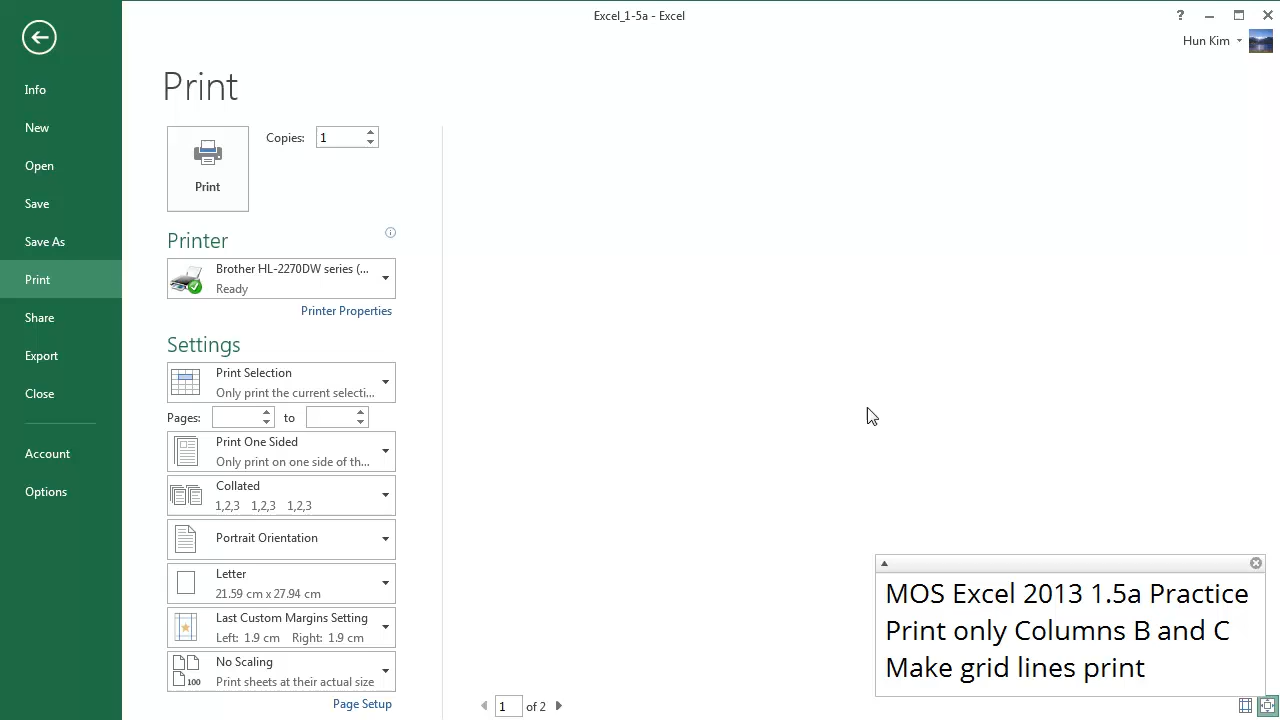 Excel_1-5a - Excel
?
Hun Kim
Info
New
Open
Save
Save As
Print
Share
Export
Close
Account
Options
Print
Print
Copies: 1
Printer
Brother HL-2270DW series (...
Ready
Printer Properties
Settings
Print Selection
Only print the current selecti...
Pages: to
Print One Sided
Only print on one side of th...
Collated
1,2,3 1,2,3 1,2,3
Portrait Orientation
Letter
21.59 cm x 27.94 cm
Last Custom Margins Setting
Left: 1.9 cm Right: 1.9 cm
No Scaling
100
Print sheets at their actual size
Page Setup
1 of 2
MOS Excel 2013 1.5a Practice
Print only Columns B and C
Make grid lines print